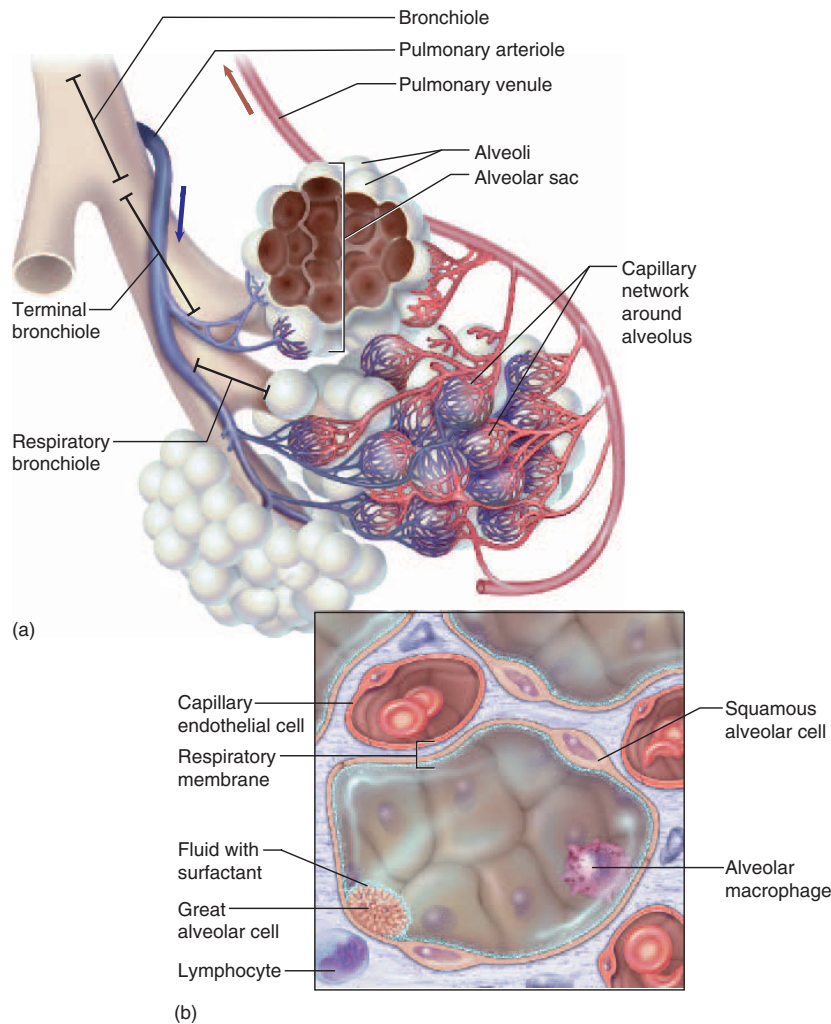 Bronchiole
Pulmonary arteriole
Pulmonary venule
Alveoli
Alveolar sac
Capillary
network
around
alveolus
Terminal
bronchiole
Respiratory
bronchiole
(a)
Capillary
endothelial cell
Respiratory
membrane
Squamous
alveolar cell
Fluid with
surfactant
Great
alveolar cell
Alveolar
macrophage
Lymphocyte
(b)